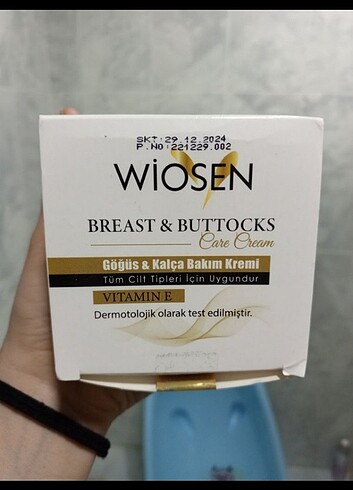 SKT:29.12.2024
P.NO:221229.002
WiOSEN
BREAST & BUTTOCKS
Care Cream
Göğüs & Kalça Bakım Kremi
Tüm Cilt Tipleri İçin Uygundur
VITAMIN E
Dermotolojik olarak test edilmiştir.